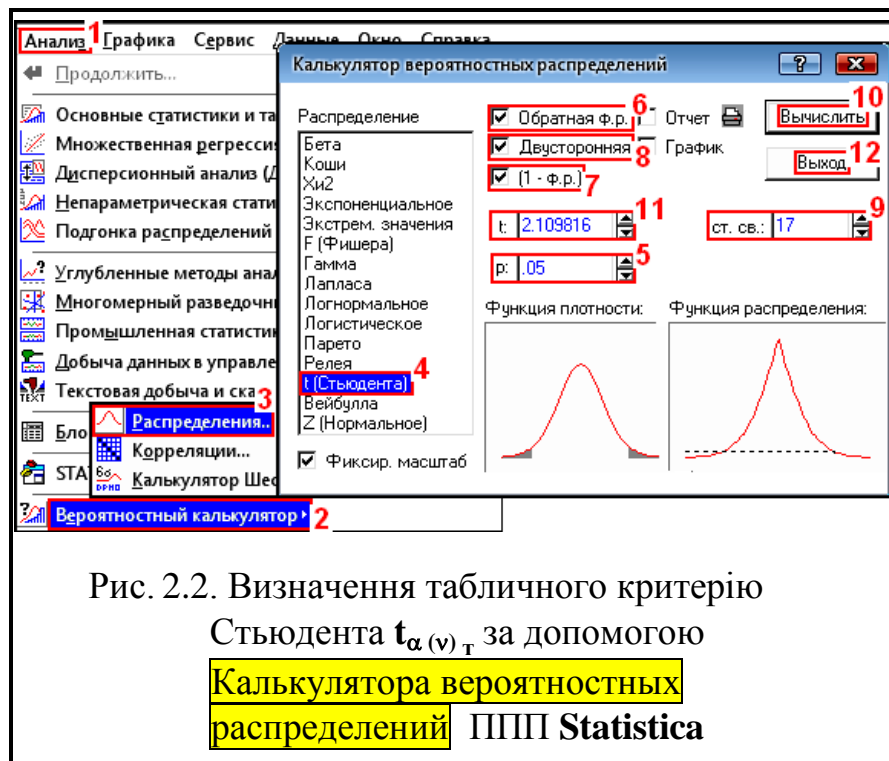 Анализ 1 Графика Сервис Данные Окно Справка
Продолжить...
Основные статистики и та
Множественная регресси
Дисперсионный анализ (Д
Непараметрическая стати
Подгонка распределений
Углубленные методы анал
Многомерный разведочн
Промышленная статистик
Добыча данных в управле
Текстовая добыча и ска
3
Распределения..
Бло
Корреляции...
STA
Калькулятор Шес
Вероятностный калькулятор 2
Калькулятор вероятностных распределений
Распределение
Бета
Коши
Хи2
Экспоненциальное
Экстрем. значения
F (Фишера)
Гамма
Лапласа
Логнормальное
Логистическое
Парето
Релея
t (Стьюдента) 4
Вейбулла
Z (Нормальное)
Фиксир. масштаб
Обратная ф.р. 6 Отчет
Двусторонняя 8 График
(1 - ф.р.) 7
Вычислить 10
Выход 12
t: 2.109816 11
ст. св.: 17 9
p: .05 5
Функция плотности: Функция распределения:
Рис. 2.2. Визначення табличного критерію
Стьюдента tα (ν) т за допомогою
Калькулятора вероятностных
распределений ППП Statistica